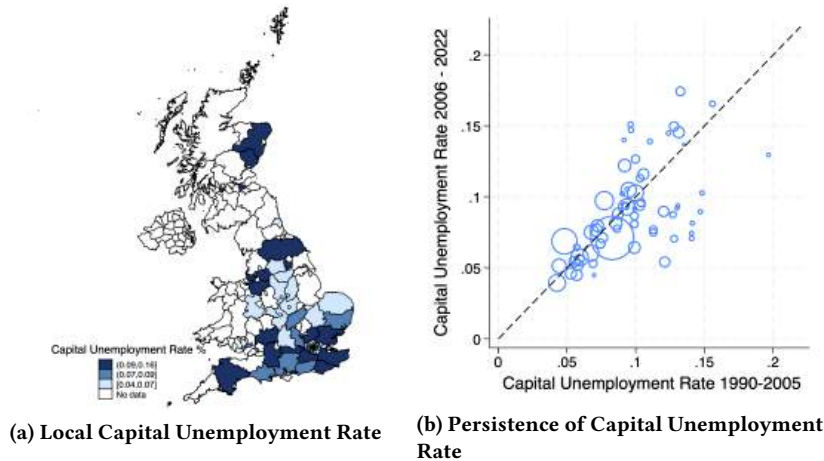 Capital Unemployment Rate %
(0.09,0.16]
(0.07,0.09]
[0.04,0.07]
No data
(a) Local Capital Unemployment Rate
Capital Unemployment Rate 2006 - 2022
.2
.15
.1
.05
0
0 .05 .1 .15 .2
Capital Unemployment Rate 1990-2005
(b) Persistence of Capital Unemployment
Rate